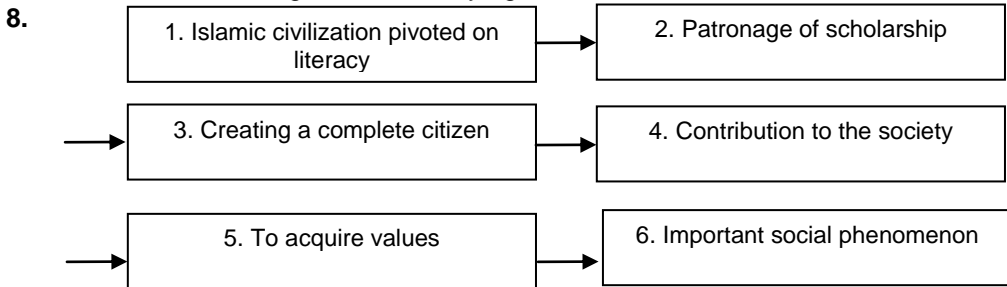 8.
1. Islamic civilization pivoted on
literacy
2. Patronage of scholarship
3. Creating a complete citizen
4. Contribution to the society
5. To acquire values
6. Important social phenomenon